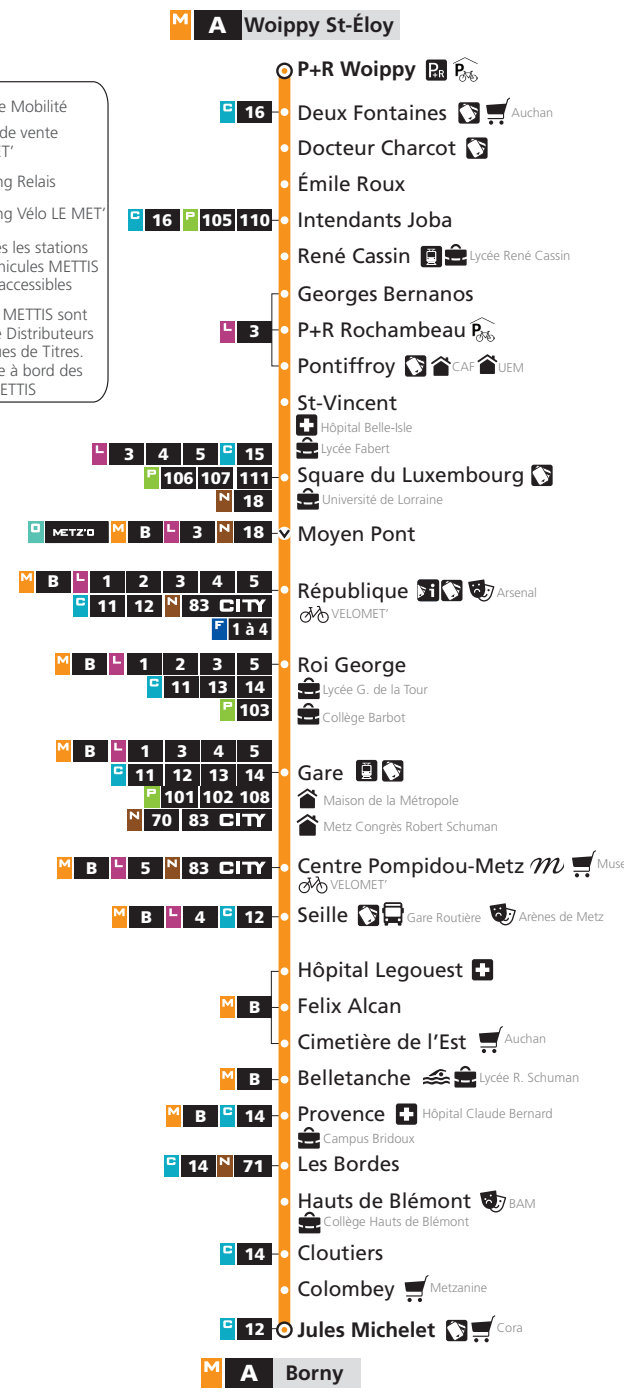 M A Woippy St-Éloy
P+R Woippy P+R P
C 16 Deux Fontaines Auchan
Docteur Charcot
Émile Roux
C 16 P 105 110 Intendants Joba
René Cassin Lycée René Cassin
Georges Bernanos
L 3 P+R Rochambeau P
Pontiffroy CAF UEM
St-Vincent
Hôpital Belle-Isle
Lycée Fabert
L 3 4 5 C 15
P 106 107 111 Square du Luxembourg
N 18 Université de Lorraine
METZ'O M B L 3 N 18 Moyen Pont
M B L 1 2 3 4 5
République i Arsenal
C 11 12 N 83 CITY VELOMET'
F 1 à 4
M B L 1 2 3 5 Roi George
C 11 13 14 Lycée G. de la Tour
P 103 Collège Barbot
M B L 1 3 4 5
C 11 12 13 14 Gare
P 101 102 108 Maison de la Métropole
N 70 83 CITY Metz Congrès Robert Schuman
M B L 5 N 83 CITY Centre Pompidou-Metz m Muse
VELOMET'
M B L 4 C 12 Seille Gare Routière Arènes de Metz
Hôpital Legouest
M B Felix Alcan
Cimetière de l'Est Auchan
M B Belletanche Lycée R. Schuman
M B C 14 Provence Hôpital Claude Bernard
Campus Bridoux
C 14 N 71 Les Bordes
Hauts de Blémont BAM
Collège Hauts de Blémont
C 14 Cloutiers
Colombey Metzanine
C 12 Jules Michelet Cora
M A Borny
e Mobilité
de vente
ET'
ng Relais
ng Vélo LE MET'
es les stations
hicules METTIS
accessibles
METTIS sont
e Distributeurs
ues de Titres.
e à bord des
ETTIS